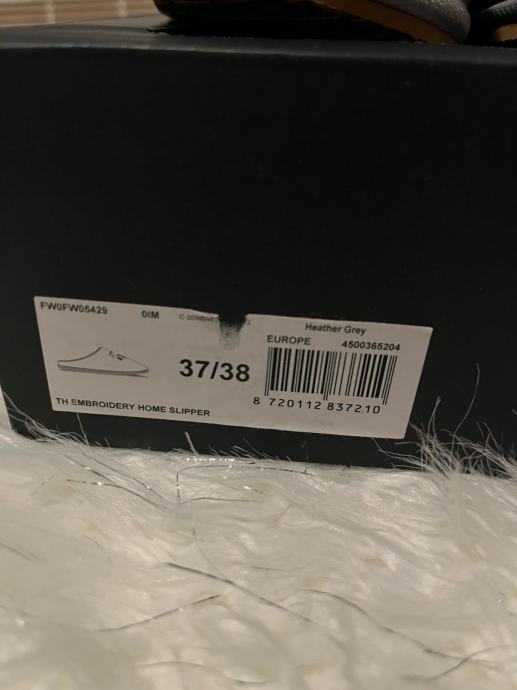 FW0FW05429 0IM
Heather Grey
EUROPE 4500365204
37/38
8 720112 837210
TH EMBROIDERY HOME SLIPPER